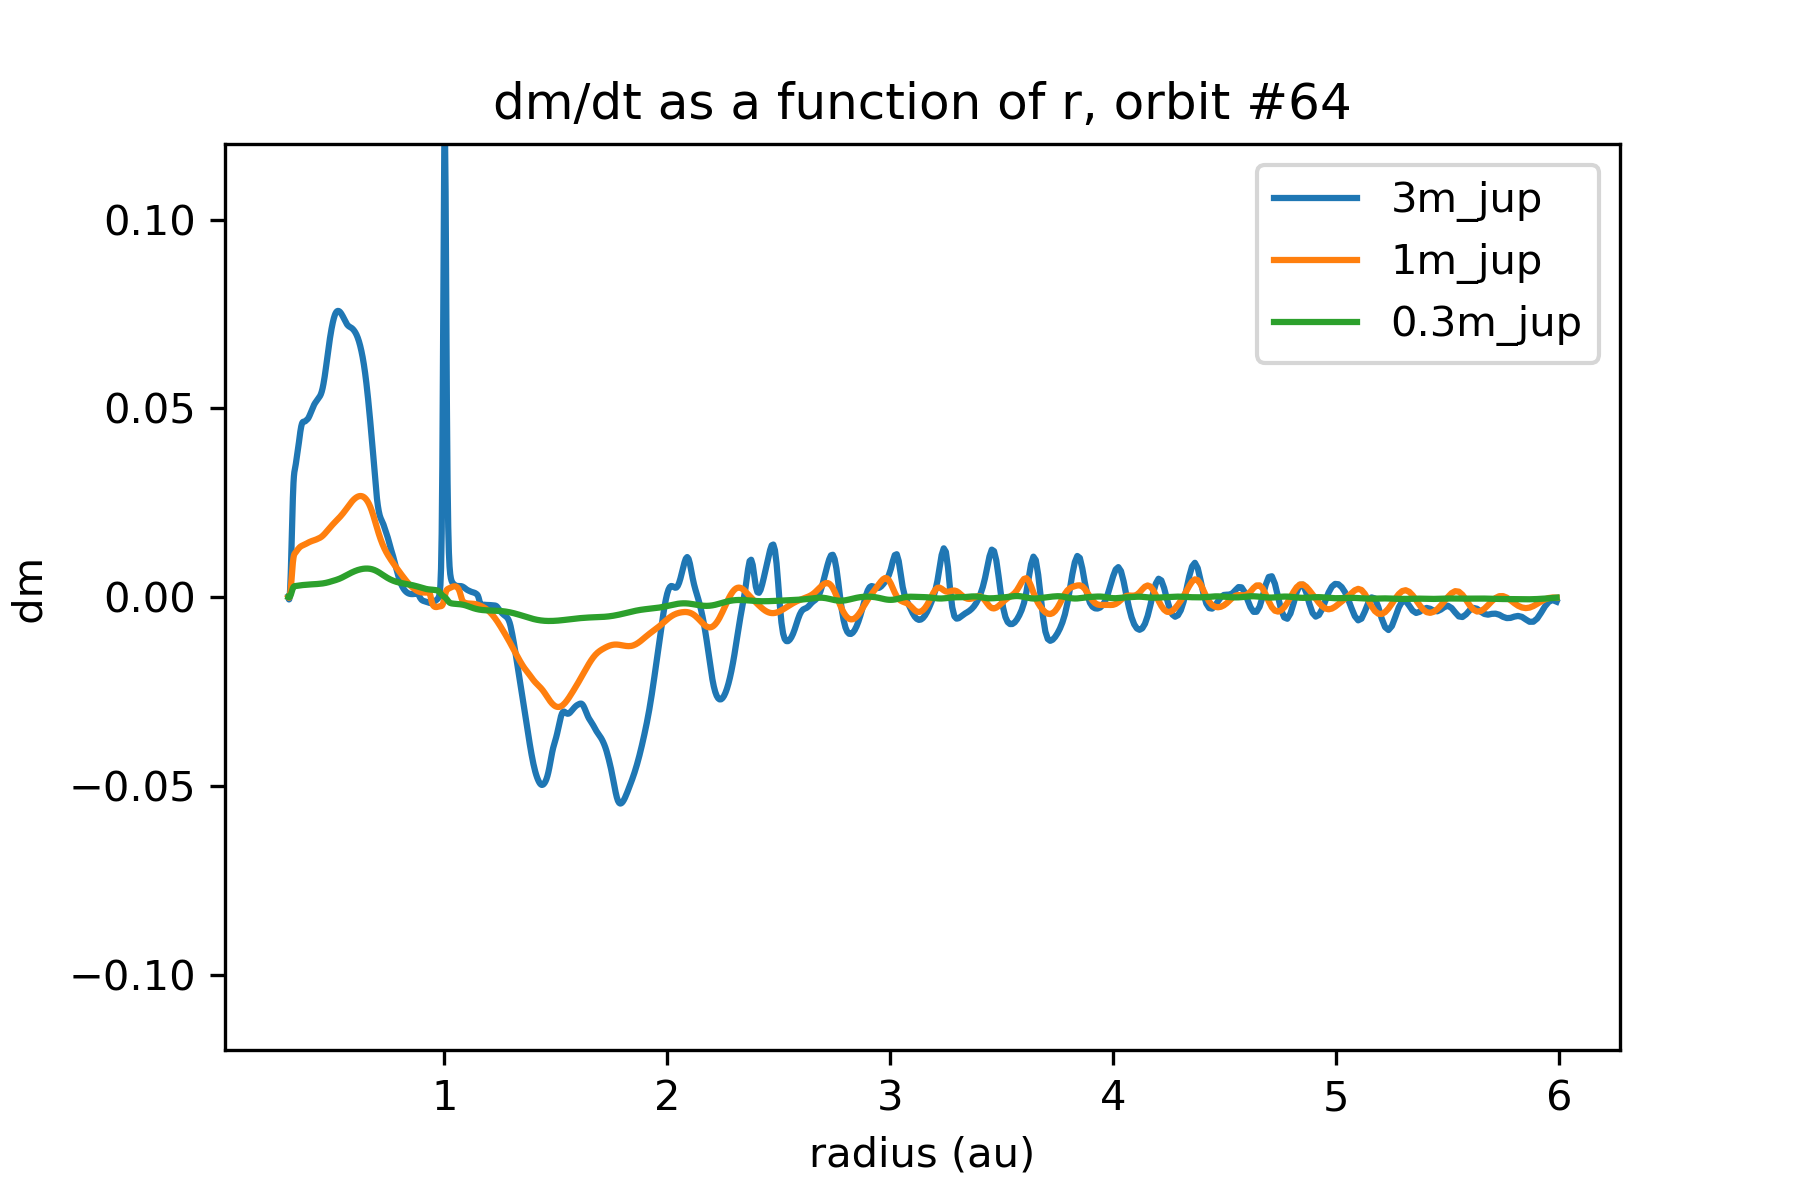 dm/dt as a function of r, orbit #64
3m_jup
1m_jup
0.3m_jup
0.10
0.05
0.00
−0.05
−0.10
dm
1 2 3 4 5 6
radius (au)